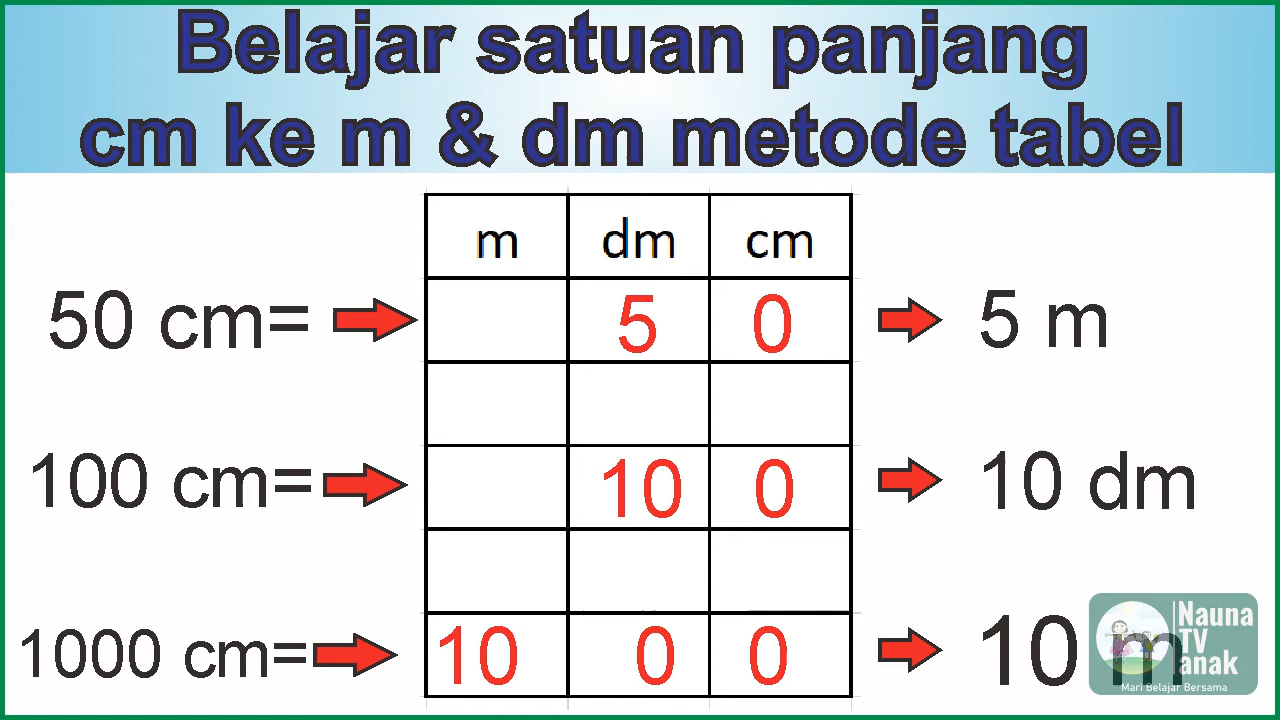 Belajar satuan panjang
cm ke m & dm metode tabel
m dm cm
50 cm= 5 0 5 m
100 cm= 10 0 10 dm
1000 cm= 10 0 0 10 m
Nauna
TV
anak
Mari Belajar Bersama